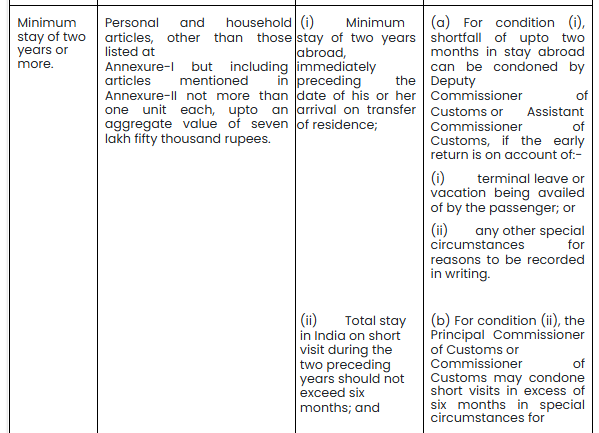 Minimum
stay of two
years or
more.
Personal and household
articles, other than those
listed at
Annexure-I but including
articles mentioned in
Annexure-II not more than
one unit each, upto an
aggregate value of seven
lakh fifty thousand rupees.
(i) Minimum
stay of two years
abroad,
immediately
preceding the
date of his or her
arrival on transfer
of residence;
(a) For condition (i),
shortfall of upto two
months in stay abroad
can be condoned by
Deputy
Commissioner of
Customs or Assistant
Commissioner of
Customs, if the early
return is on account of:-
(i) terminal leave or
vacation being availed
of by the passenger; or
(ii) any other special
circumstances for
reasons to be recorded
in writing.
(ii) Total stay
in India on short
visit during the
two preceding
years should not
exceed six
months; and
(b) For condition (ii), the
Principal Commissioner
of Customs or
Commissioner of
Customs may condone
short visits in excess of
six months in special
circumstances for